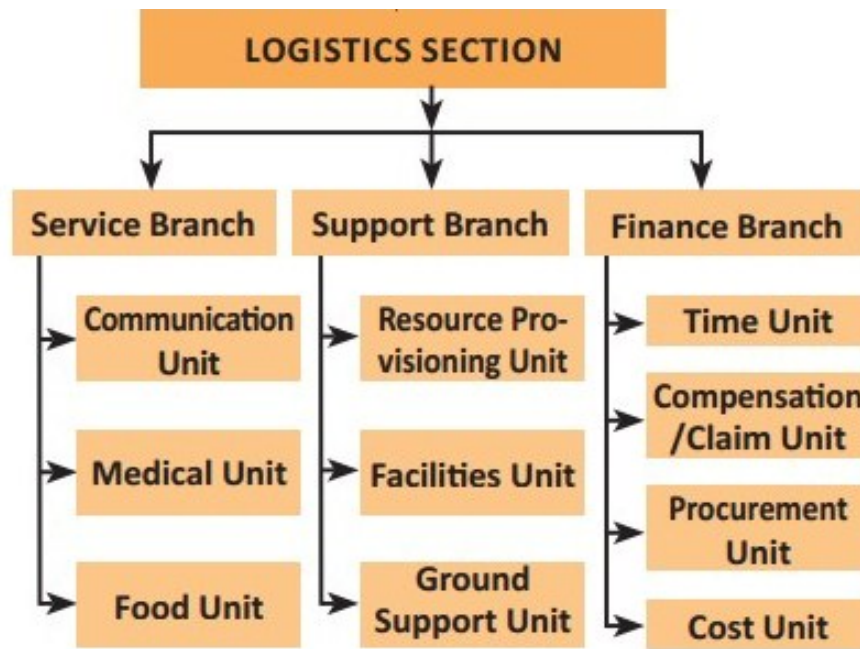 LOGISTICS SECTION
Service Branch
Communication
Unit
Medical Unit
Food Unit
Support Branch
Resource Pro-
visioning Unit
Facilities Unit
Ground
Support Unit
Finance Branch
Time Unit
Compensation
/Claim Unit
Procurement
Unit
Cost Unit